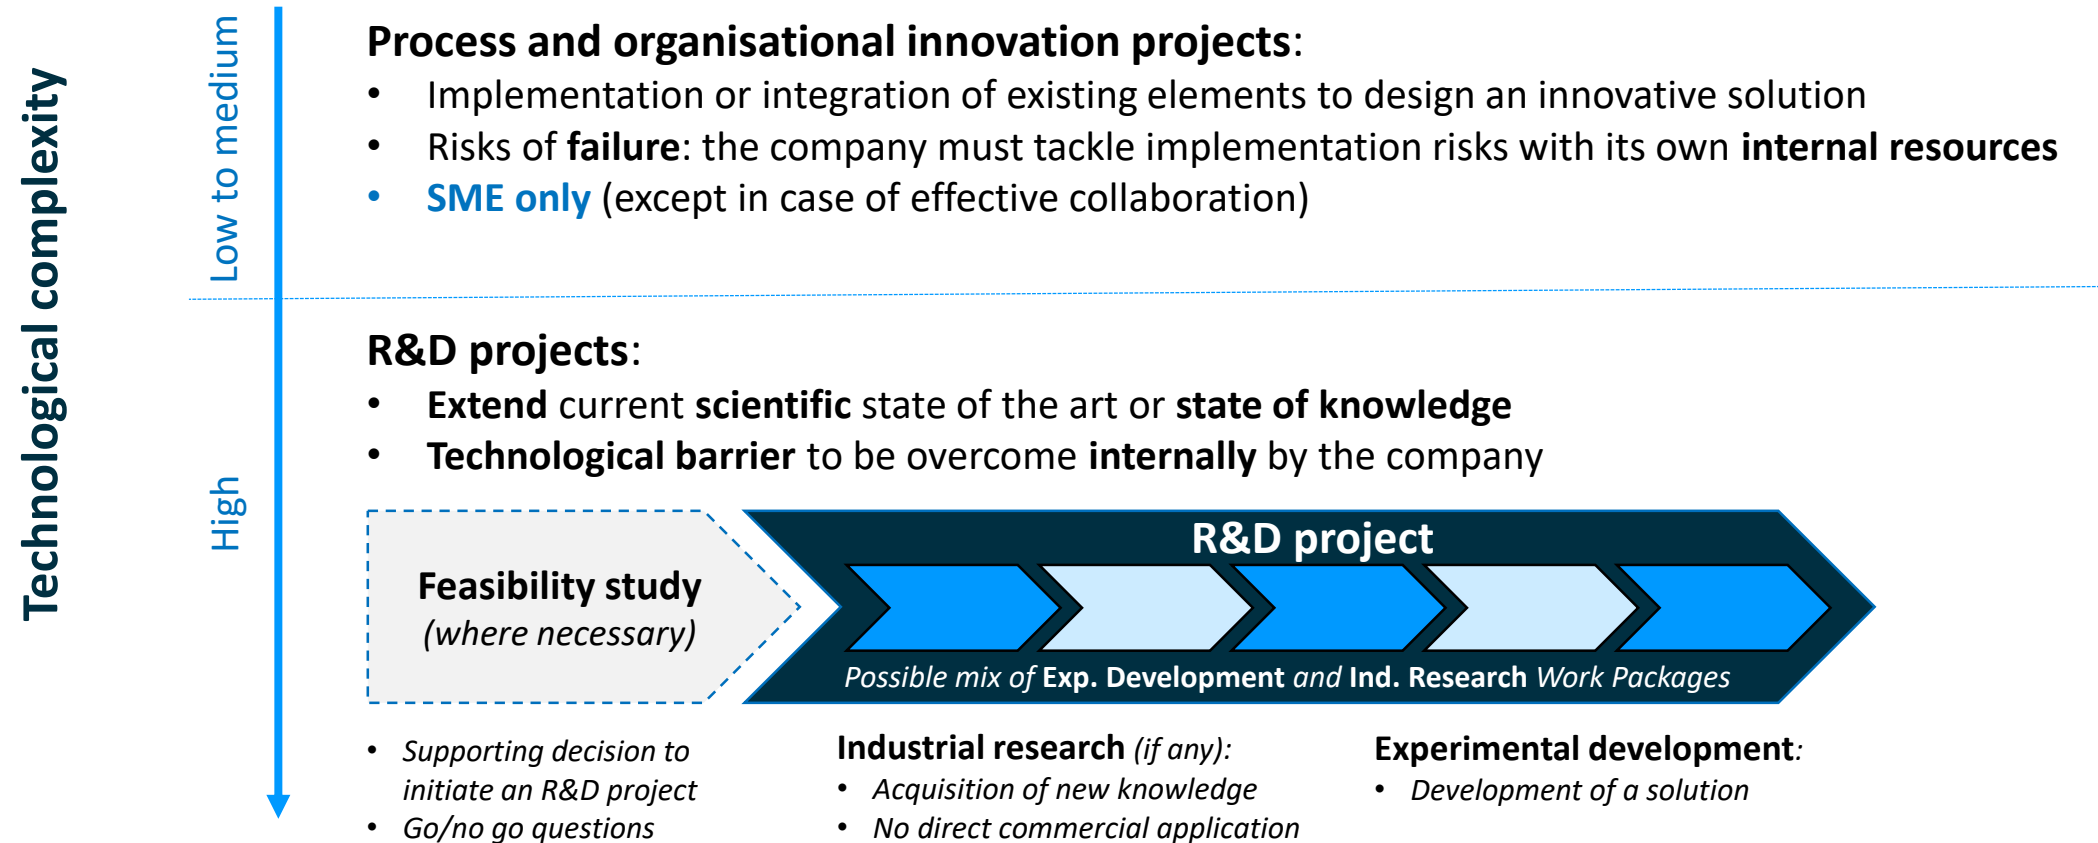 Technological complexity
Low to medium
Process and organisational innovation projects:
• Implementation or integration of existing elements to design an innovative solution
• Risks of failure: the company must tackle implementation risks with its own internal resources
• SME only (except in case of effective collaboration)
High
R&D projects:
• Extend current scientific state of the art or state of knowledge
• Technological barrier to be overcome internally by the company
Feasibility study
(where necessary)
R&D project
Possible mix of Exp. Development and Ind. Research Work Packages
• Supporting decision to
initiate an R&D project
• Go/no go questions
Industrial research (if any):
• Acquisition of new knowledge
• No direct commercial application
Experimental development:
• Development of a solution